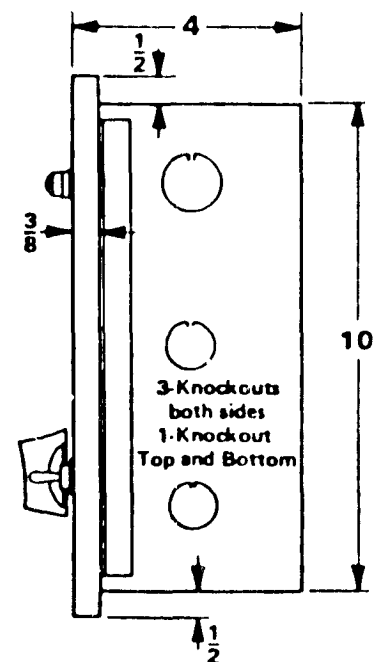 4
1/2
3/8
10
3-Knockouts
both sides
1-Knockout
Top and Bottom
1/2